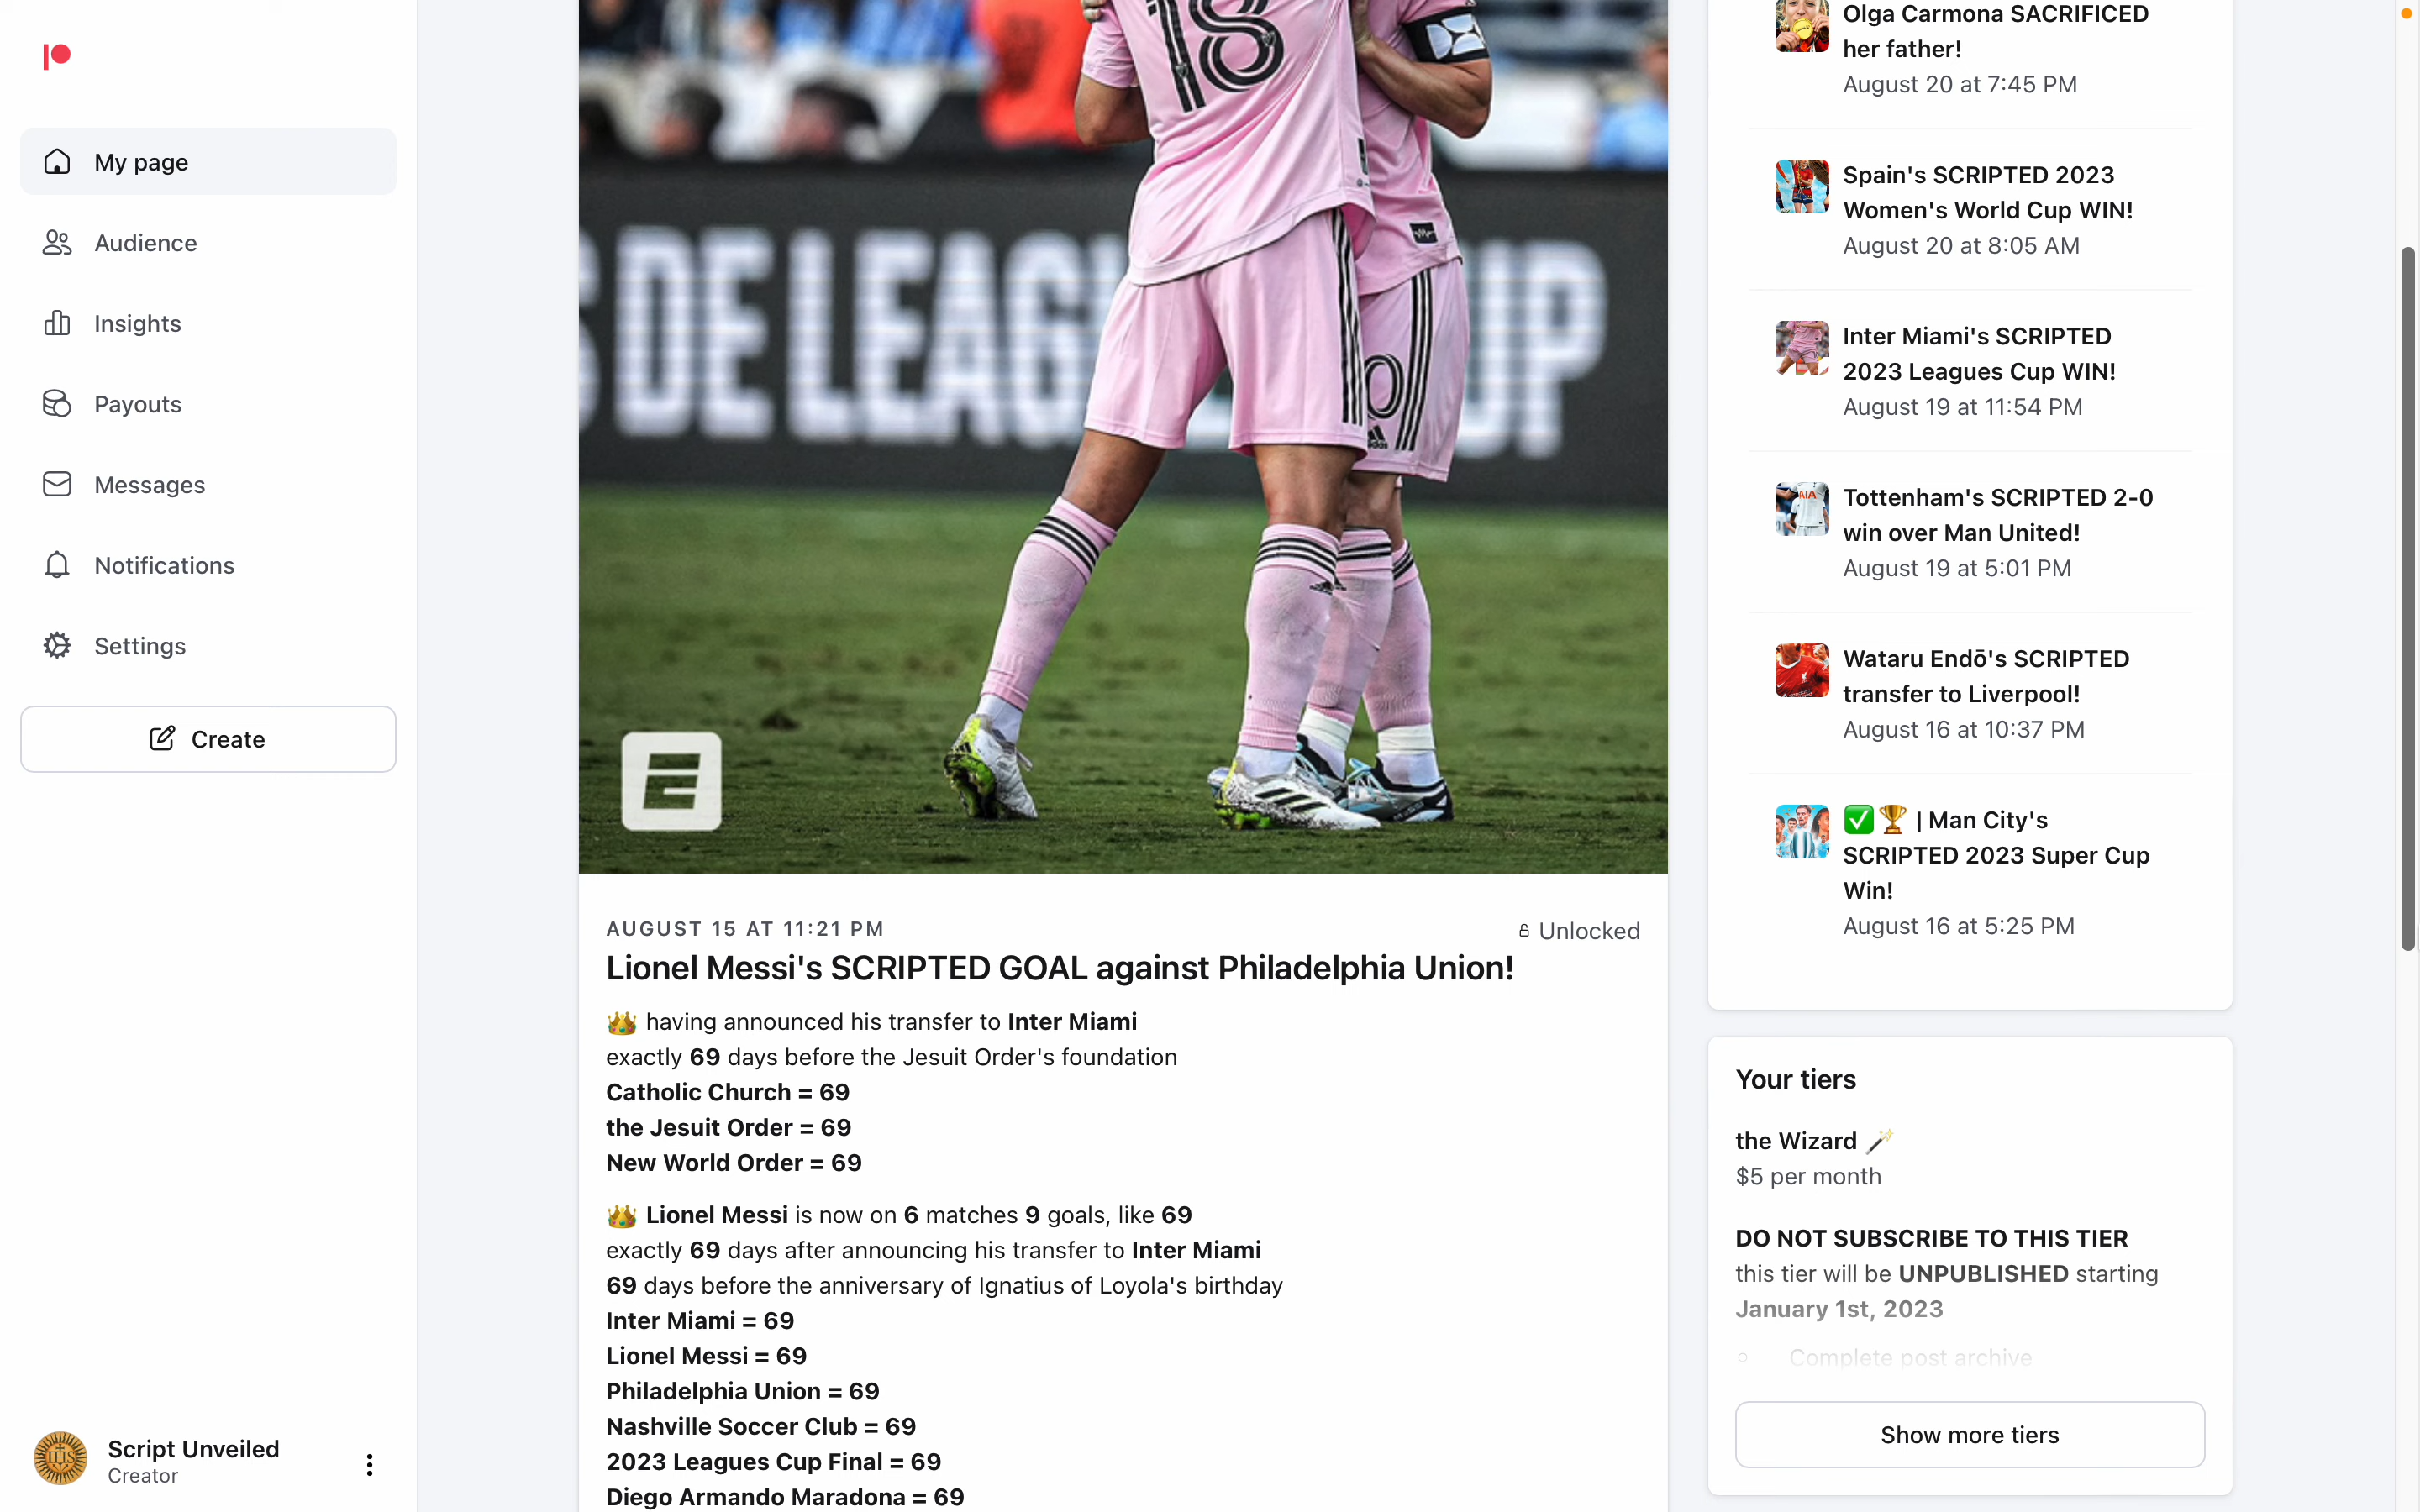 My page
Audience
Insights
Payouts
Messages
Notifications
Settings
Create
Script Unveiled
Creator
18
DE LEAG
UP
10
adidas
E
AUGUST 15 AT 11:21 PM
Unlocked
Lionel Messi's SCRIPTED GOAL against Philadelphia Union!
👑 having announced his transfer to Inter Miami
exactly 69 days before the Jesuit Order's foundation
Catholic Church = 69
the Jesuit Order = 69
New World Order = 69
👑 Lionel Messi is now on 6 matches 9 goals, like 69
exactly 69 days after announcing his transfer to Inter Miami
69 days before the anniversary of Ignatius of Loyola's birthday
Inter Miami = 69
Lionel Messi = 69
Philadelphia Union = 69
Nashville Soccer Club = 69
2023 Leagues Cup Final = 69
Diego Armando Maradona = 69
Olga Carmona SACRIFICED
her father!
August 20 at 7:45 PM
Spain's SCRIPTED 2023
Women's World Cup WIN!
August 20 at 8:05 AM
Inter Miami's SCRIPTED
2023 Leagues Cup WIN!
August 19 at 11:54 PM
AIA
Tottenham's SCRIPTED 2-0
win over Man United!
August 19 at 5:01 PM
Wataru Endō's SCRIPTED
transfer to Liverpool!
August 16 at 10:37 PM
✅🏆 | Man City's
SCRIPTED 2023 Super Cup
Win!
August 16 at 5:25 PM
Your tiers
the Wizard 🪄
$5 per month
DO NOT SUBSCRIBE TO THIS TIER
this tier will be UNPUBLISHED starting
January 1st, 2023
Complete post archive
Show more tiers